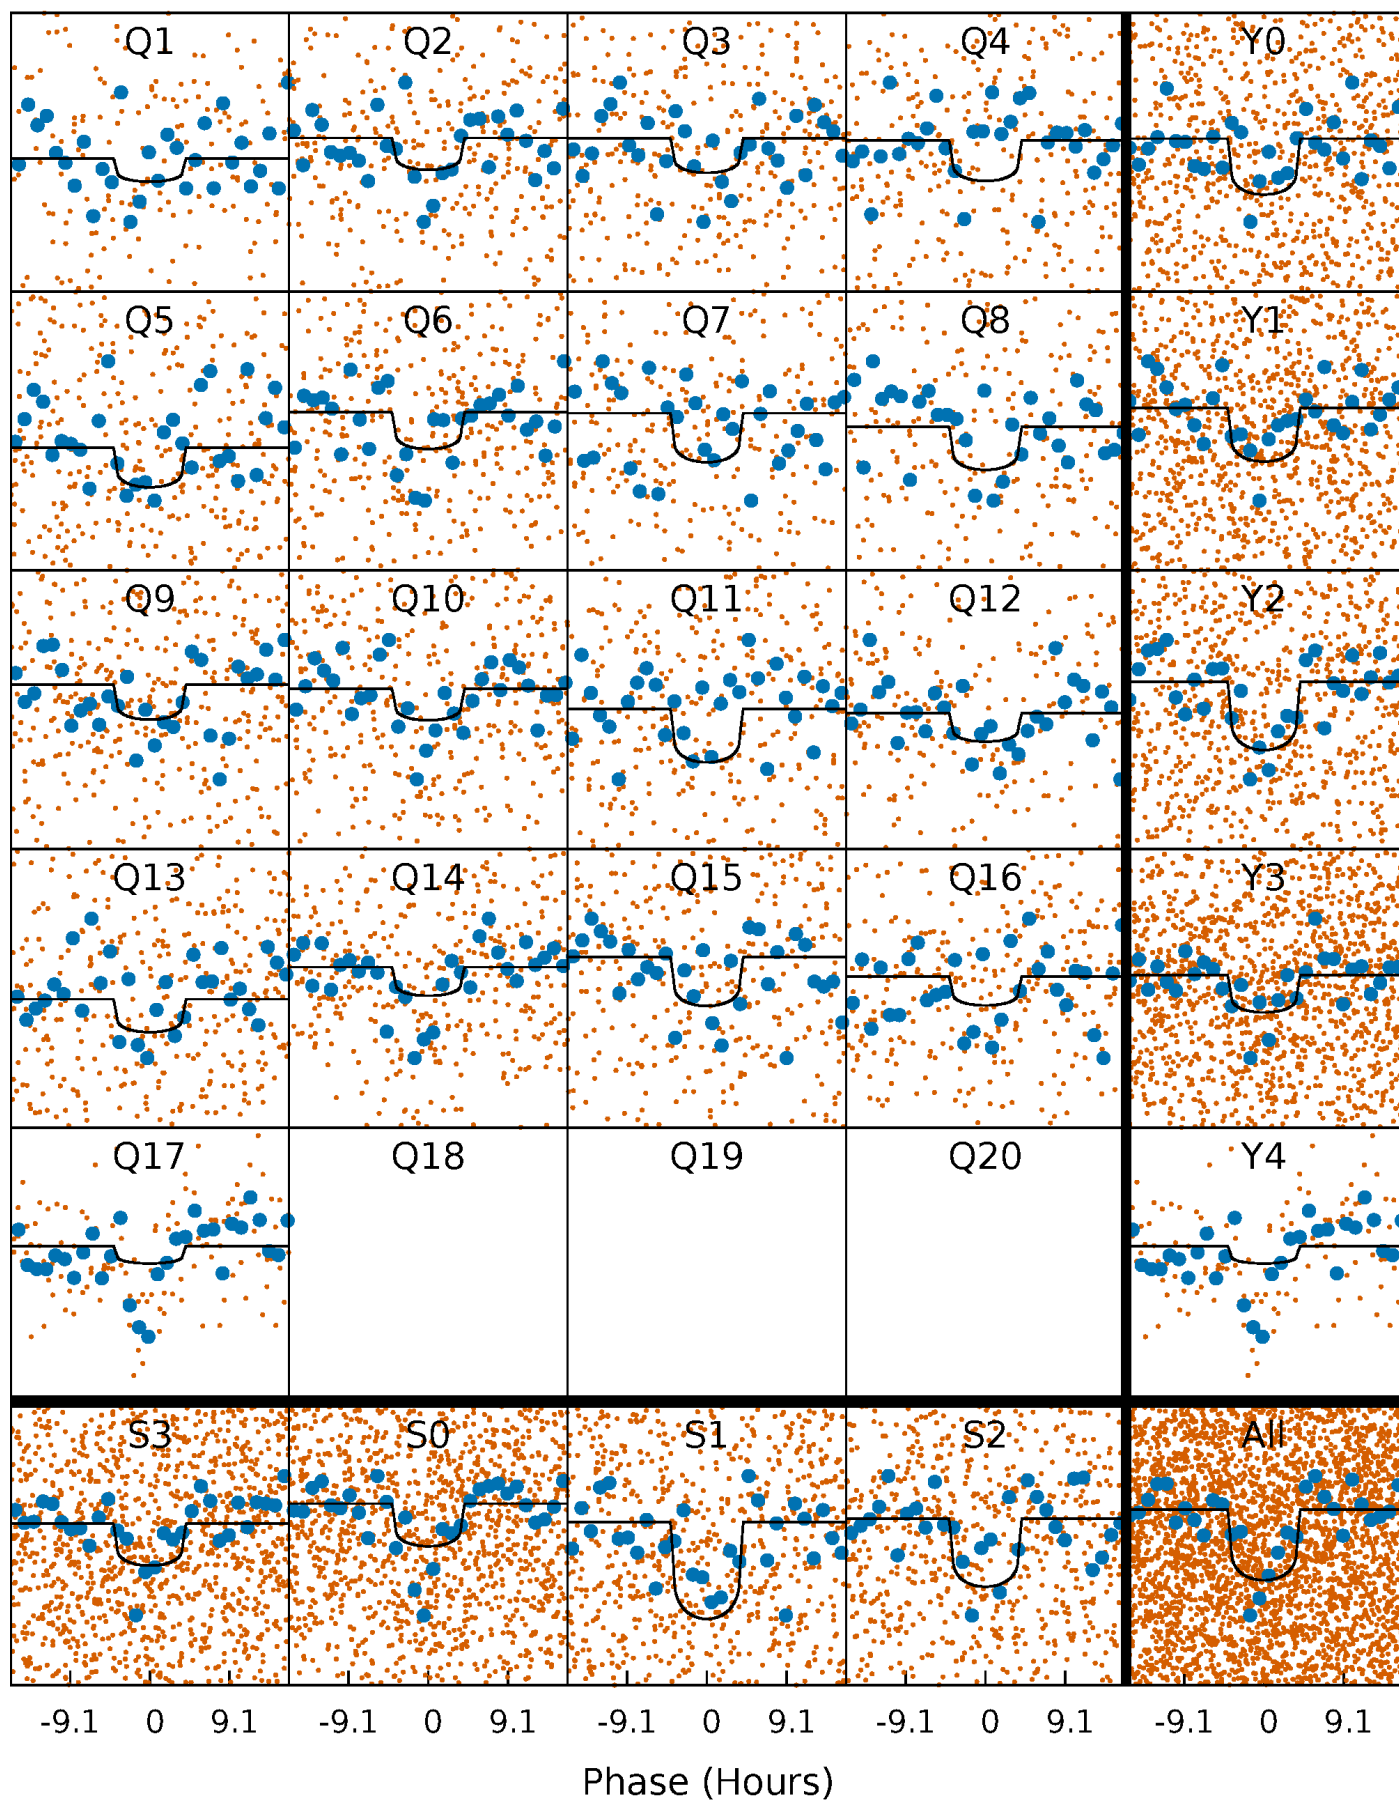 Q1 Q2 Q3 Q4 Y0
Q5 Q6 Q7 Q8 Y1
Q9 Q10 Q11 Q12 Y2
Q13 Q14 Q15 Q16 Y3
Q17 Q18 Q19 Q20 Y4
S3 S0 S1 S2 All
-9.1 0 9.1 -9.1 0 9.1 -9.1 0 9.1 -9.1 0 9.1 -9.1 0 9.1
Phase (Hours)